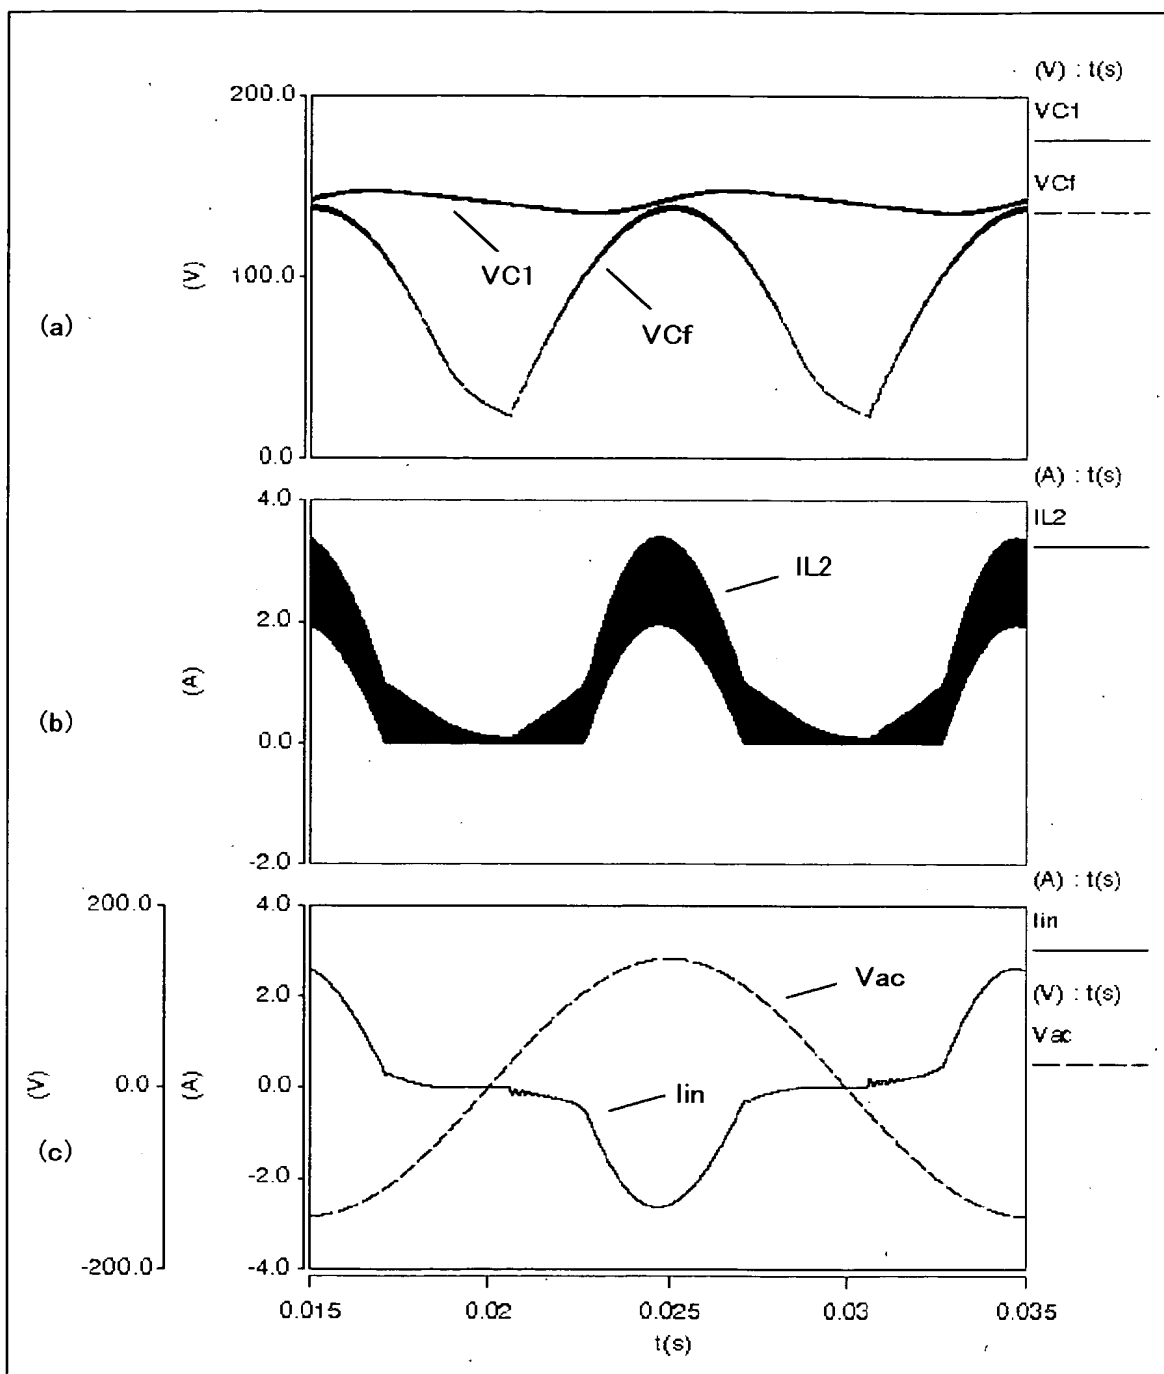 (V) : t(s)
200.0
VC1
VCf
VC1
(V)
100.0
(a)
VCf
0.0
(A) : t(s)
4.0
IL2
IL2
2.0
(A)
(b)
0.0
-2.0
(A) : t(s)
200.0
4.0
Iin
Vac
(V) : t(s)
2.0
Vac
(V)
0.0
(A)
0.0
Iin
(c)
-2.0
-200.0
-4.0
0.015
0.02
0.025
0.03
0.035
t(s)